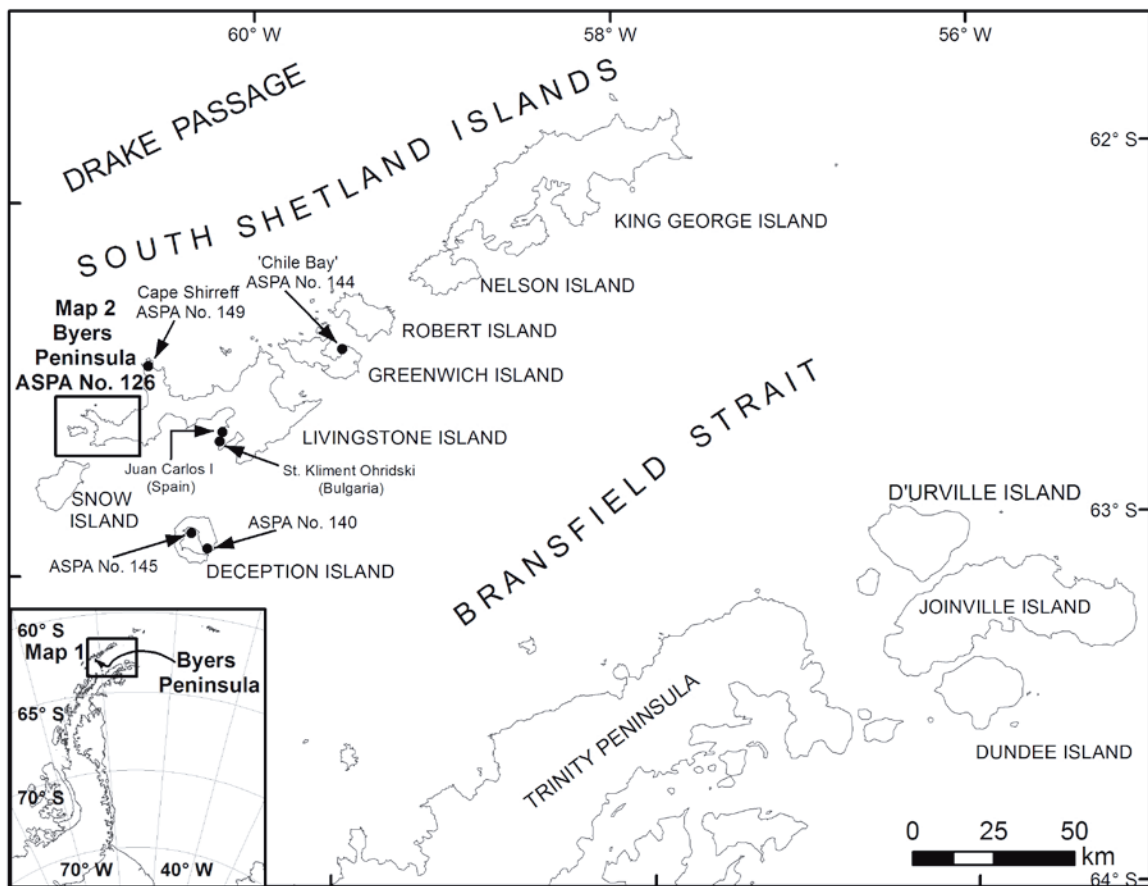 60° W
58° W
56° W
DRAKE PASSAGE
SOUTH SHETLAND ISLANDS
62° S
KING GEORGE ISLAND
'Chile Bay'
ASPA No. 144
NELSON ISLAND
Cape Shirreff
ASPA No. 149
Map 2
Byers
Peninsula
ASPA No. 126
ROBERT ISLAND
GREENWICH ISLAND
LIVINGSTONE ISLAND
Juan Carlos I
(Spain)
St. Kliment Ohridski
(Bulgaria)
SNOW
ISLAND
ASPA No. 140
ASPA No. 145
DECEPTION ISLAND
BRANSFIELD STRAIT
D'URVILLE ISLAND
63° S
JOINVILLE ISLAND
TRINITY PENINSULA
DUNDEE ISLAND
60° S
Map 1
Byers
Peninsula
65° S
70° S
70° W
40° W
0 25 50
km
64° S